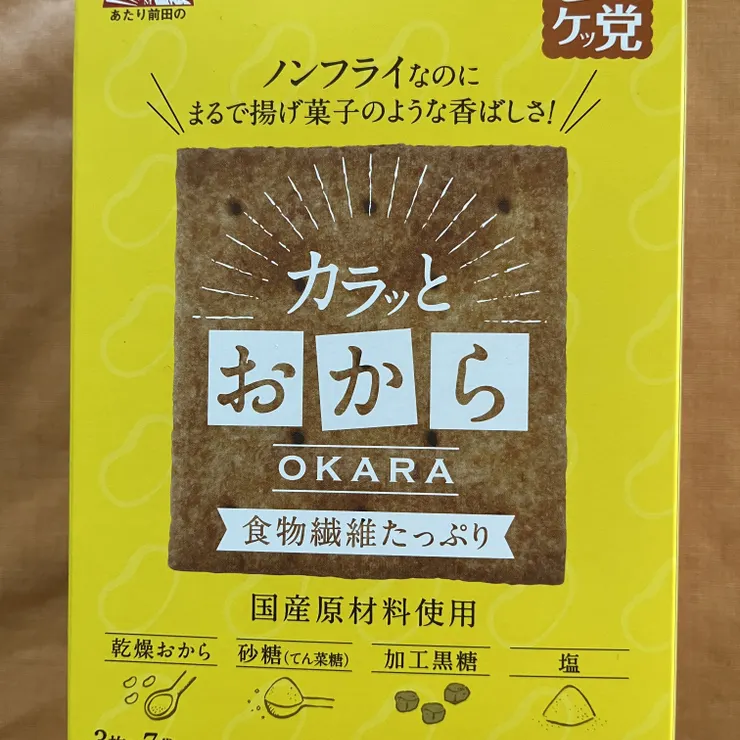 あたり前田の
ケッ党
ノンフライなのに
まるで揚げ菓子のような香ばしさ!
カラッと
おから
OKARA
食物繊維たっぷり
国産原材料使用
乾燥おから
砂糖(てん菜糖)
加工黒糖
塩